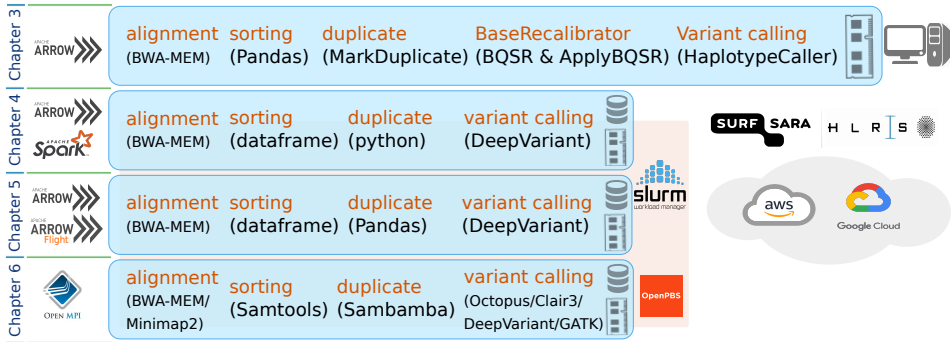 Chapter 3
APACHE
ARROW
alignment sorting duplicate BaseRecalibrator Variant calling
(BWA-MEM) (Pandas) (MarkDuplicate) (BQSR & ApplyBQSR) (HaplotypeCaller)
Chapter 4
APACHE
ARROW
APACHE
Spark
alignment sorting duplicate variant calling
(BWA-MEM) (dataframe) (python) (DeepVariant)
SURF SARA
H L R I S
Chapter 5
APACHE
ARROW
APACHE
ARROW
Flight
alignment sorting duplicate variant calling
(BWA-MEM) (dataframe) (Pandas) (DeepVariant)
slurm
workload manager
aws
Google Cloud
Chapter 6
OPEN MPI
alignment sorting duplicate variant calling
(BWA-MEM/
Minimap2) (Samtools) (Sambamba) (Octopus/Clair3/
DeepVariant/GATK)
OpenPBS